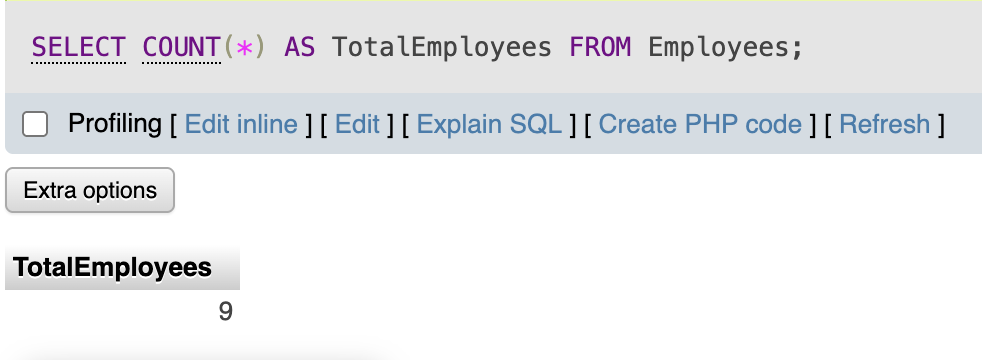 SELECT COUNT(*) AS TotalEmployees FROM Employees;
Profiling [ Edit inline ] [ Edit ] [ Explain SQL ] [ Create PHP code ] [ Refresh ]
Extra options
TotalEmployees
9